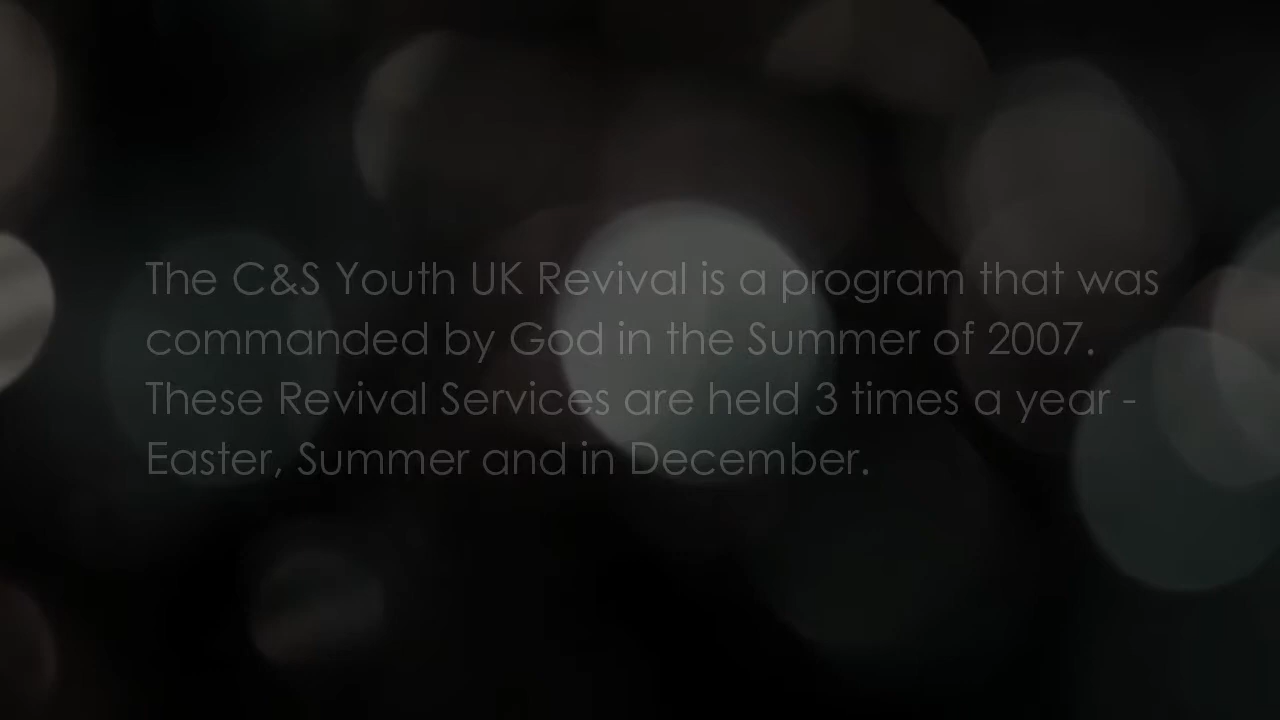 The C&S Youth UK Revival is a program that was
commanded by God in the Summer of 2007.
These Revival Services are held 3 times a year -
Easter, Summer and in December.